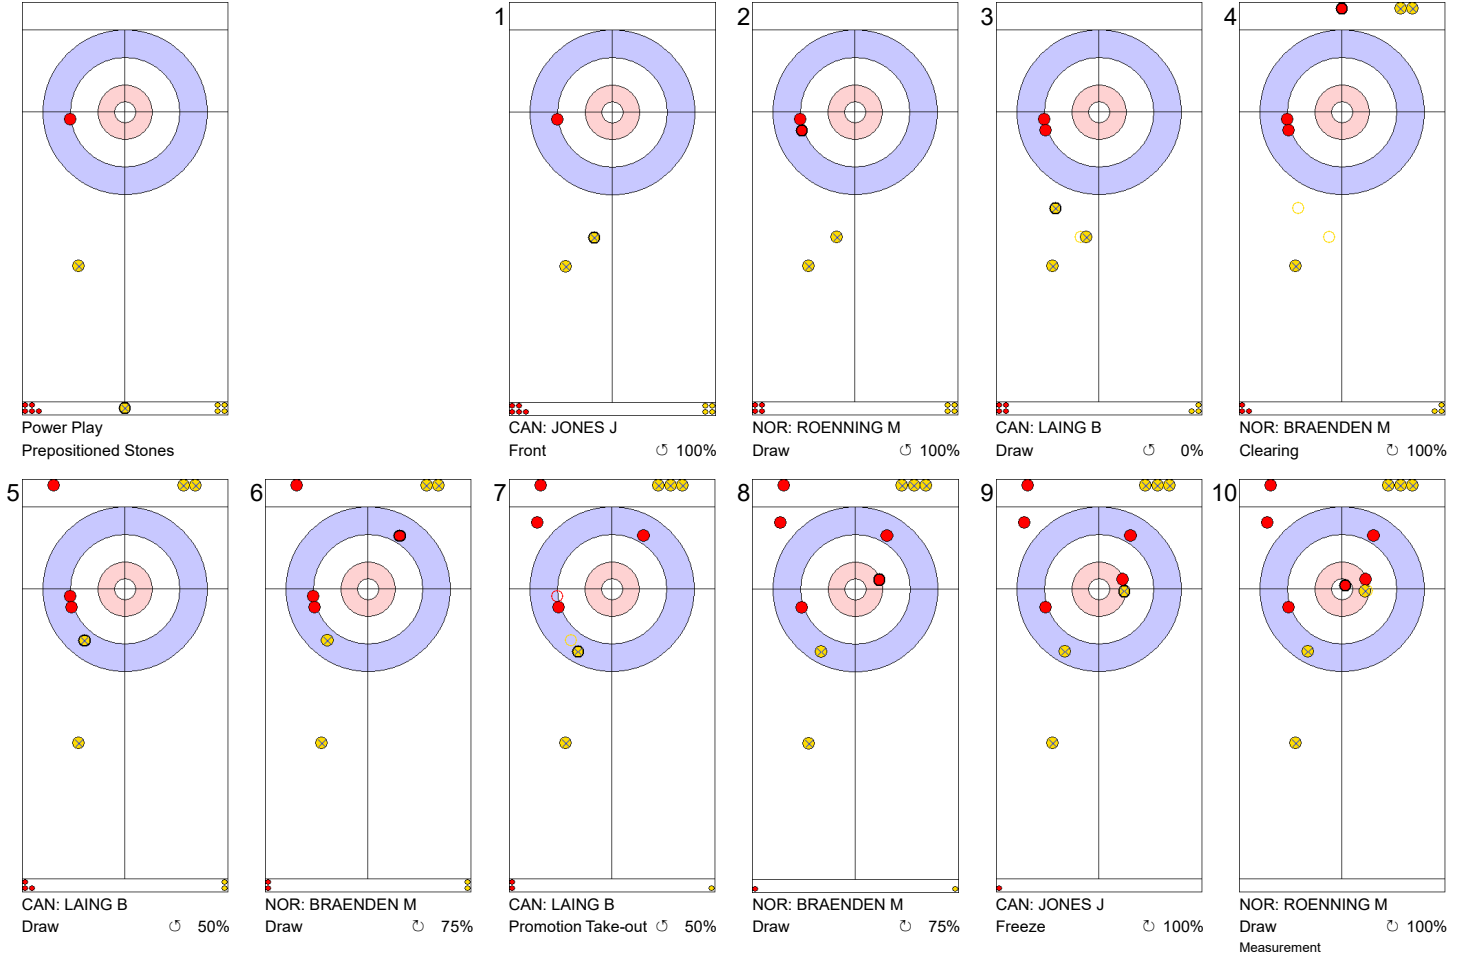 Power Play
Prepositioned Stones
1
CAN: JONES J
Front ↺ 100%
2
NOR: ROENNING M
Draw ↺ 100%
3
CAN: LAING B
Draw ↺ 0%
4
NOR: BRAENDEN M
Clearing ↺ 100%
5
CAN: LAING B
Draw ↺ 50%
6
NOR: BRAENDEN M
Draw ↻ 75%
7
CAN: LAING B
Promotion Take-out ↺ 50%
8
NOR: BRAENDEN M
Draw ↻ 75%
9
CAN: JONES J
Freeze ↻ 100%
10
NOR: ROENNING M
Draw ↻ 100%
Measurement